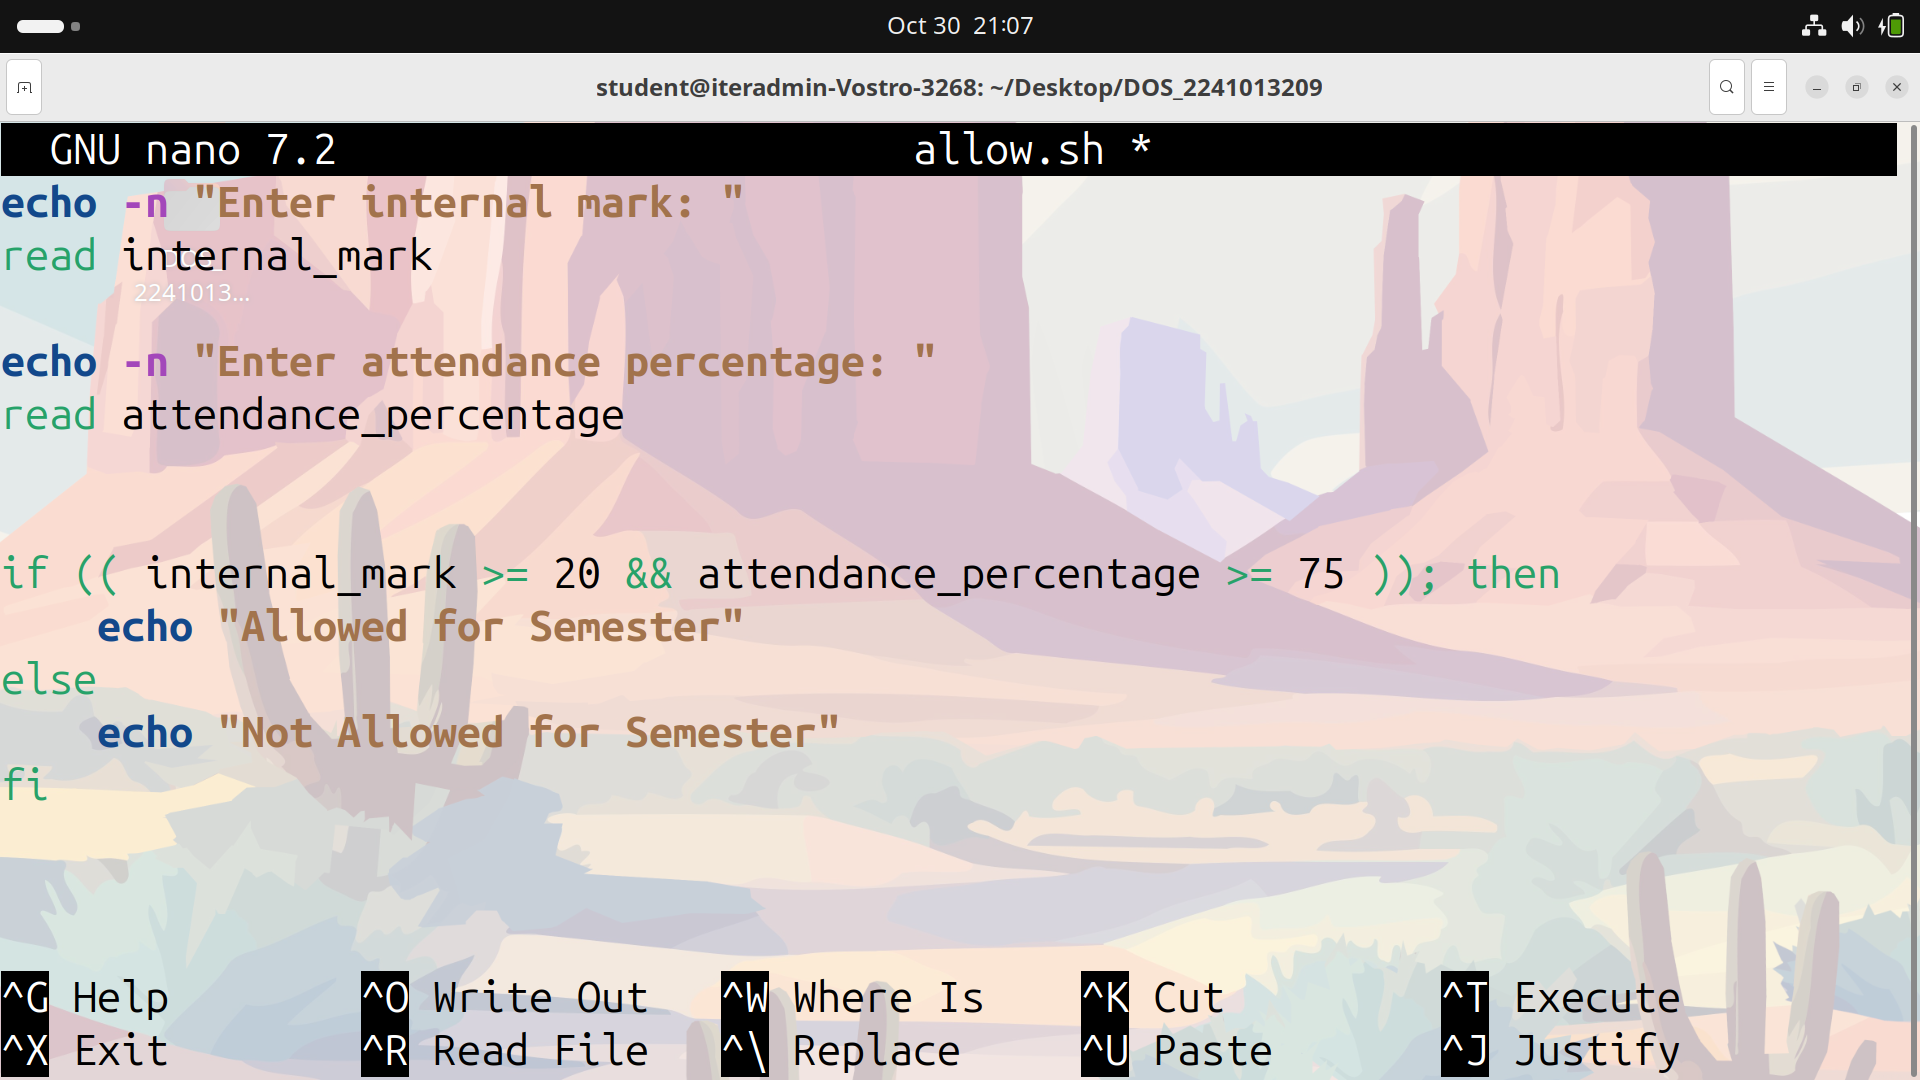 Oct 30 21:07
student@iteradmin-Vostro-3268: ~/Desktop/DOS_2241013209
GNU nano 7.2 allow.sh *
echo -n "Enter internal mark: "
read internal_mark
2241013...
echo -n "Enter attendance percentage: "
read attendance_percentage
if (( internal_mark >= 20 && attendance_percentage >= 75 )); then
    echo "Allowed for Semester"
else
    echo "Not Allowed for Semester"
fi
^G Help ^O Write Out ^W Where Is ^K Cut ^T Execute
^X Exit ^R Read File ^\ Replace ^U Paste ^J Justify